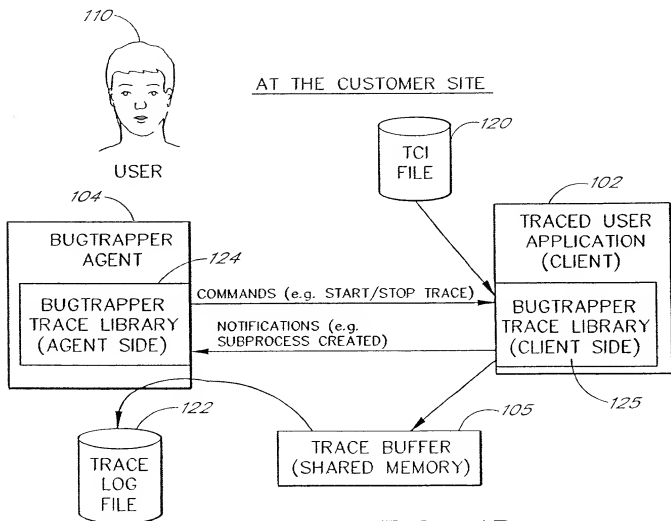 110
AT THE CUSTOMER SITE
120
TCI
FILE
USER
104
102
BUGTRAPPER
AGENT
124
TRACED USER
APPLICATION
(CLIENT)
BUGTRAPPER
TRACE LIBRARY
(AGENT SIDE)
COMMANDS (e.g. START/STOP TRACE)
NOTIFICATIONS (e.g.
SUBPROCESS CREATED)
BUGTRAPPER
TRACE LIBRARY
(CLIENT SIDE)
125
122
105
TRACE
LOG
FILE
TRACE BUFFER
(SHARED MEMORY)